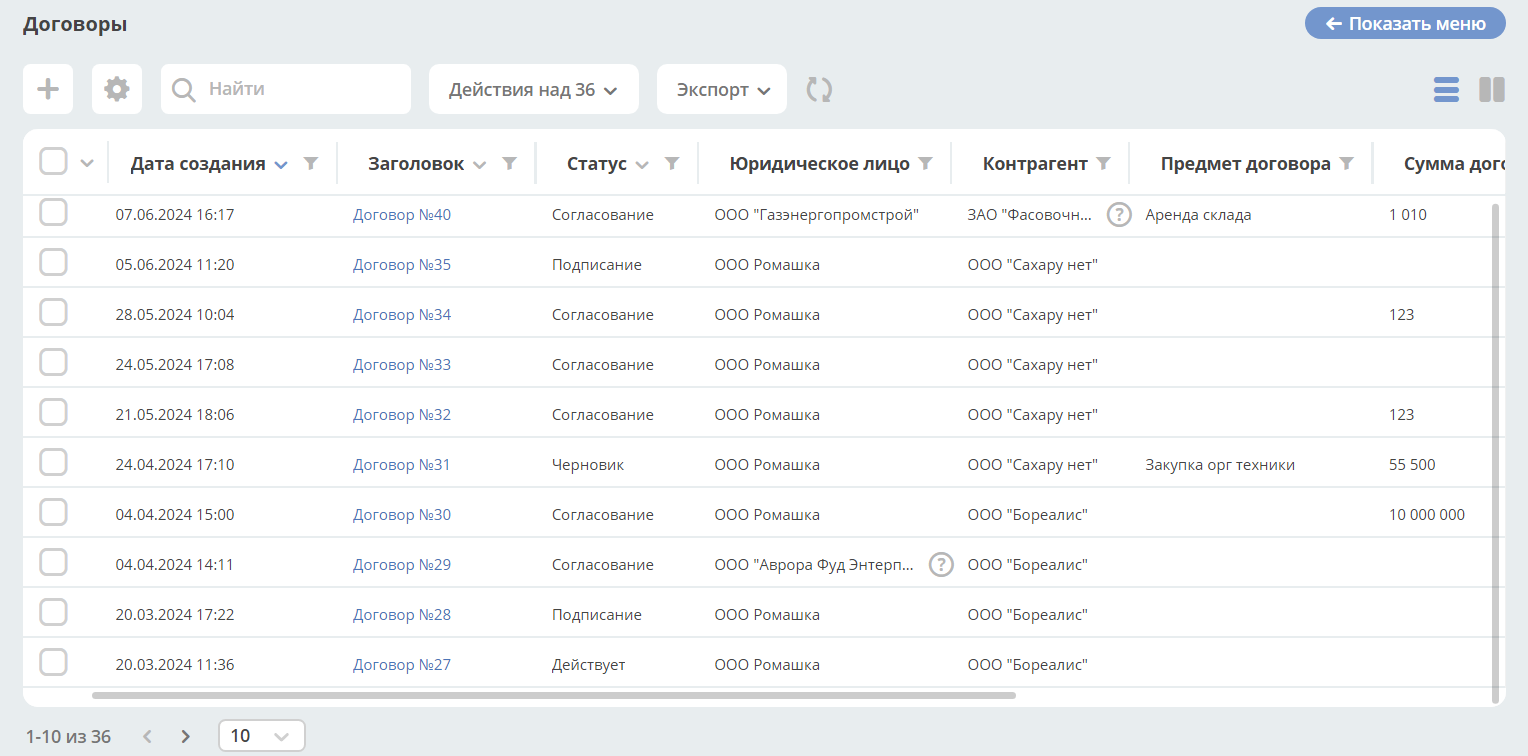 Договоры
Показать меню
Найти
Действия над 36
Экспорт
Дата создания Заголовок Статус Юридическое лицо Контрагент Предмет договора Сумма дого
07.06.2024 16:17 Договор №40 Согласование ООО "Газэнергопромстрой" ЗАО "Фасовочн... ? Аренда склада 1 010
05.06.2024 11:20 Договор №35 Подписание ООО Ромашка ООО "Сахару нет"
28.05.2024 10:04 Договор №34 Согласование ООО Ромашка ООО "Сахару нет" 123
24.05.2024 17:08 Договор №33 Согласование ООО Ромашка ООО "Сахару нет"
21.05.2024 18:06 Договор №32 Согласование ООО Ромашка ООО "Сахару нет" 123
24.04.2024 17:10 Договор №31 Черновик ООО Ромашка ООО "Сахару нет" Закупка орг техники 55 500
04.04.2024 15:00 Договор №30 Согласование ООО Ромашка ООО "Бореалис" 10 000 000
04.04.2024 14:11 Договор №29 Согласование ООО "Аврора Фуд Энтерп... ? ООО "Бореалис"
20.03.2024 17:22 Договор №28 Подписание ООО Ромашка ООО "Бореалис"
20.03.2024 11:36 Договор №27 Действует ООО Ромашка ООО "Бореалис"
1-10 из 36 10